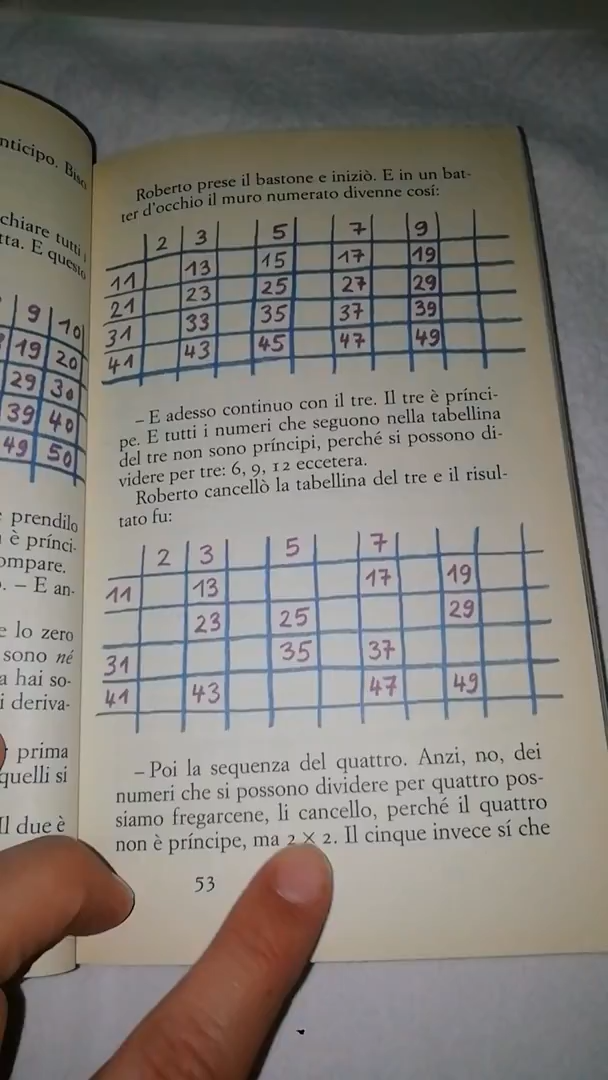 nticipo. Biso
chiare tutti i
tta. E questo
9 10
19 20
29 30
39 40
49 50
prendilo
è prínci-
ompare.
. – E an-
e lo zero
sono né
a hai so-
i deriva-
prima
quelli si
Il due è
Roberto prese il bastone e iniziò. E in un bat-
ter d'occhio il muro numerato divenne cosí:
2 3 5 7 9
11 13 15 17 19
21 23 25 27 29
31 33 35 37 39
41 43 45 47 49
– E adesso continuo con il tre. Il tre è prínci-
pe. E tutti i numeri che seguono nella tabellina
del tre non sono príncipi, perché si possono di-
videre per tre: 6, 9, 12 eccetera.
Roberto cancellò la tabellina del tre e il risul-
tato fu:
2 3 5 7
11 13 17 19
23 25 29
31 35 37
41 43 47 49
– Poi la sequenza del quattro. Anzi, no, dei
numeri che si possono dividere per quattro pos-
siamo fregarcene, li cancello, perché il quattro
non è príncipe, ma 2 × 2. Il cinque invece sí che
53